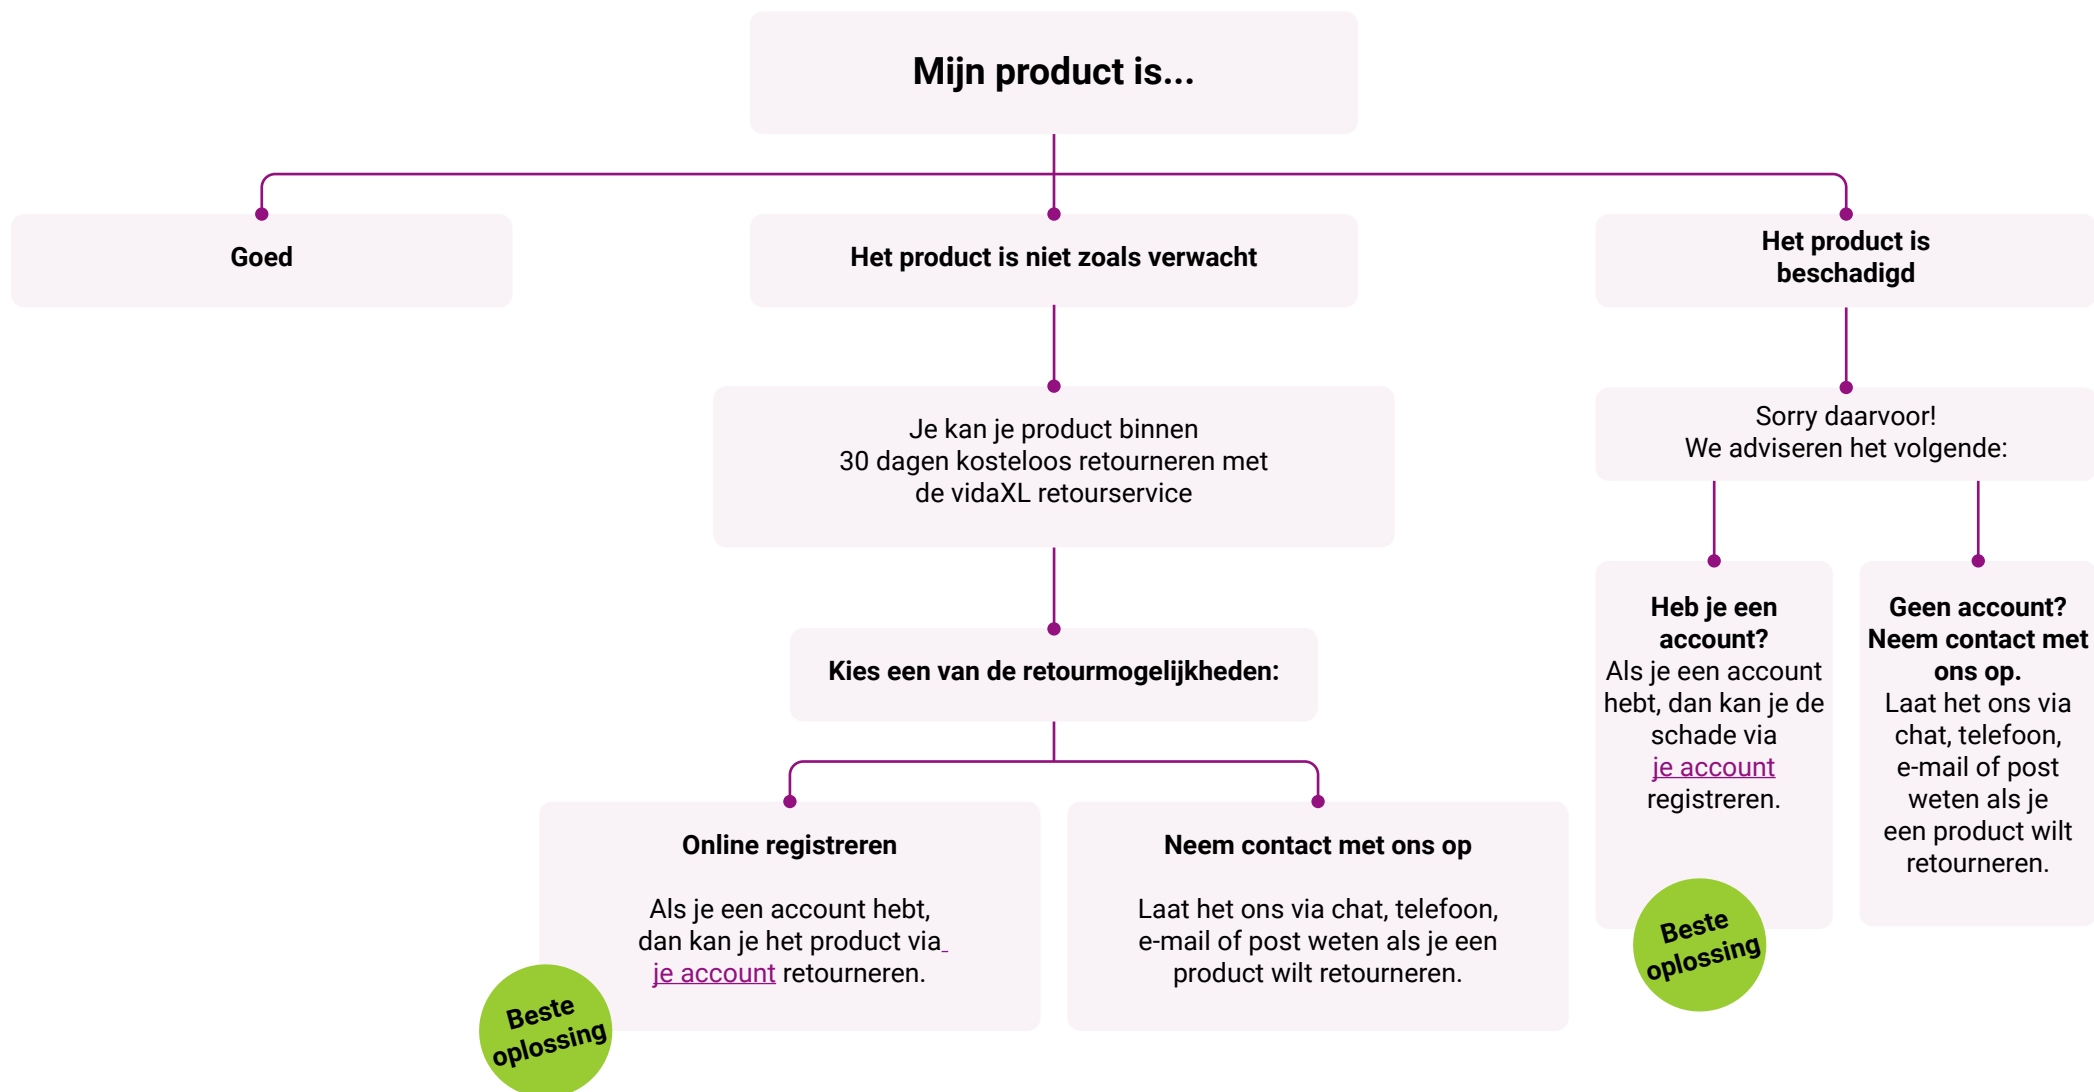 Mijn product is...
Goed
Het product is niet zoals verwacht
Het product is
beschadigd
Je kan je product binnen
30 dagen kosteloos retourneren met
de vidaXL retourservice
Sorry daarvoor!
We adviseren het volgende:
Kies een van de retourmogelijkheden:
Online registreren
Als je een account hebt,
dan kan je het product via
je account retourneren.
Beste
oplossing
Neem contact met ons op
Laat het ons via chat, telefoon,
e-mail of post weten als je een
product wilt retourneren.
Heb je een
account?
Als je een account
hebt, dan kan je de
schade via
je account
registreren.
Beste
oplossing
Geen account?
Neem contact met
ons op.
Laat het ons via
chat, telefoon,
e-mail of post
weten als je
een product wilt
retourneren.